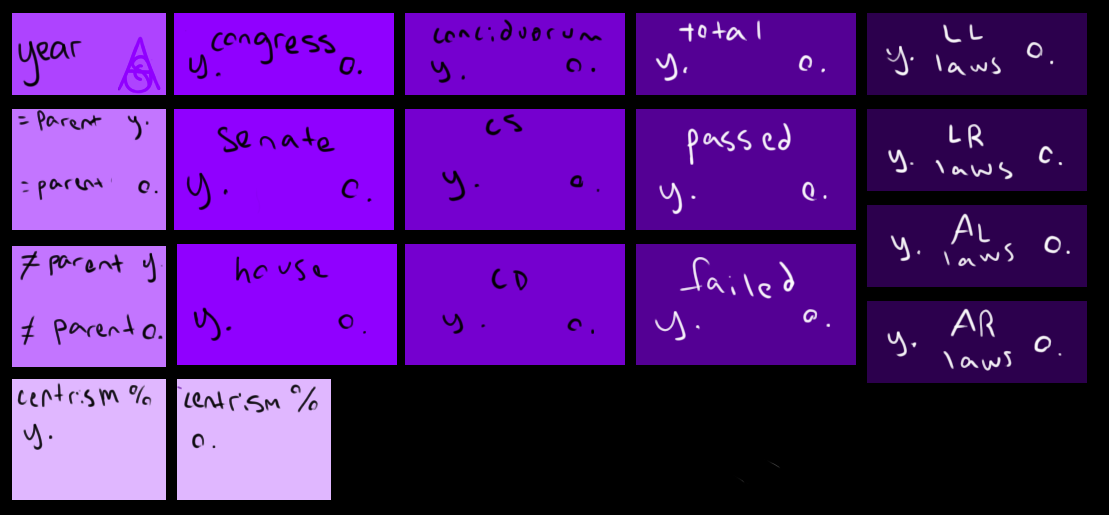 year
congress
y. o.
conciduorum
y. o.
total
y. o.
LL
y. laws o.
= parent y.
= parent o.
senate
y. o.
CS
y. o.
passed
y. o.
LR
y. laws o.
AL
y. laws o.
≠ parent y.
≠ parent o.
house
y. o.
CD
y. o.
failed
y. o.
AR
y. laws o.
centrism %
y.
centrism %
o.